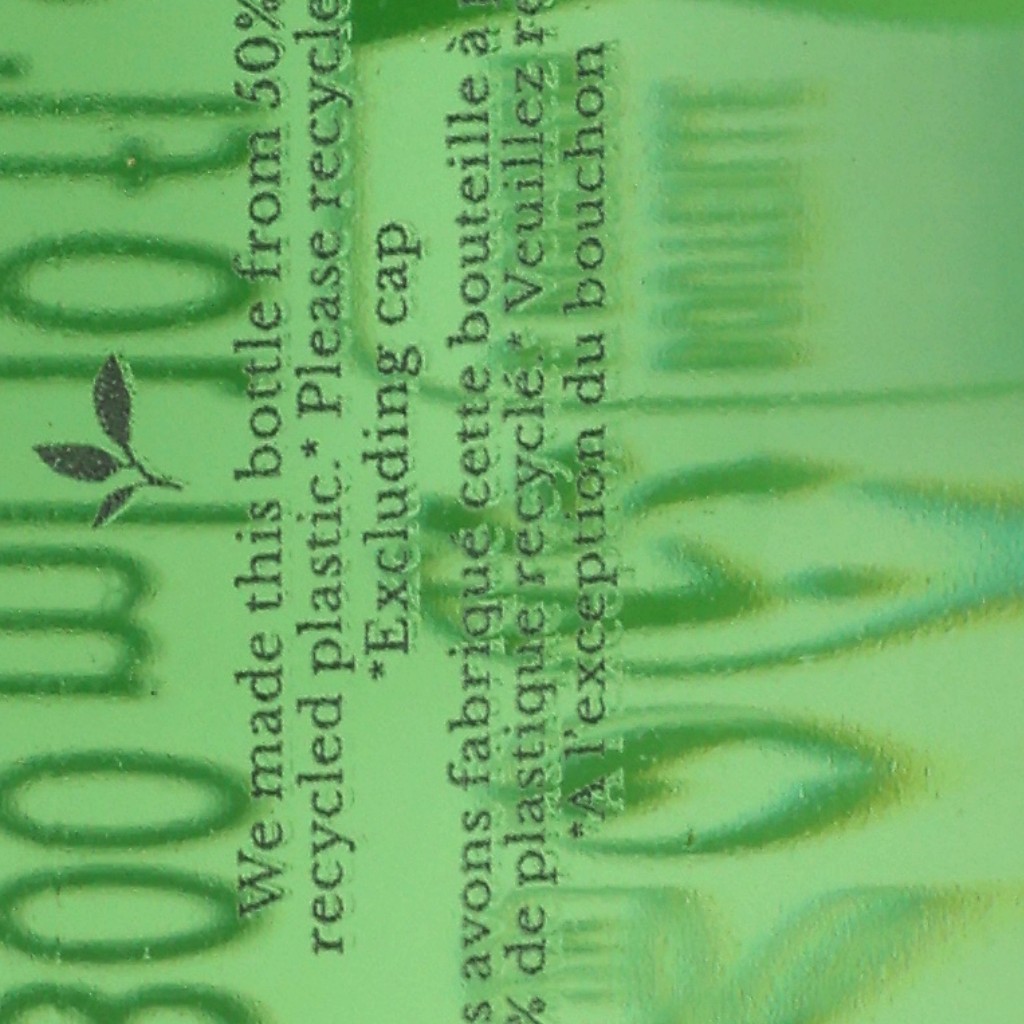 We made this bottle from 50%
recycled plastic.* Please recycle
*Excluding cap
s avons fabriqué cette bouteille à
% de plastique recyclé.* Veuillez re
*A l'exception du bouchon